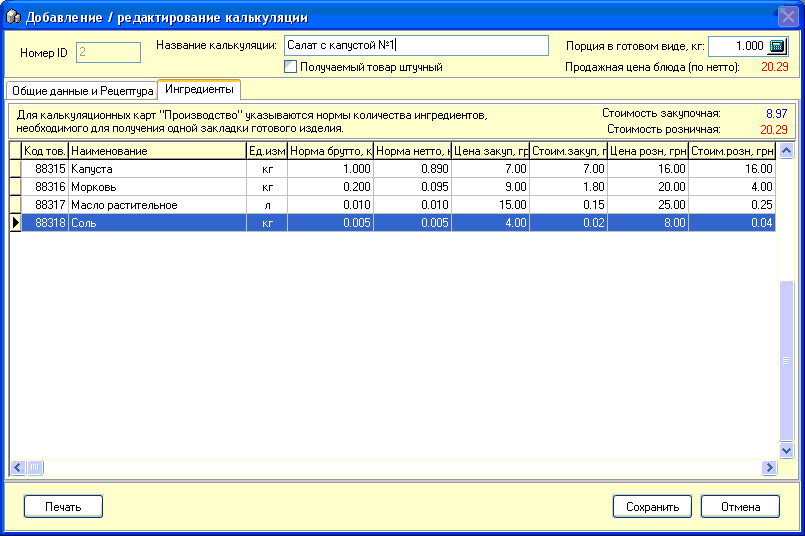 Добавление / редактирование калькуляции
Номер ID 2 Название калькуляции: Салат с капустой №1 Порция в готовом виде, кг: 1.000
Получаемый товар штучный Продажная цена блюда (по нетто): 20.29
Общие данные и Рецептура Ингредиенты
Для калькуляционных карт "Производство" указываются нормы количества ингредиентов, Стоимость закупочная: 8.97
необходимого для получения одной закладки готового изделия. Стоимость розничная: 20.29
Код тов. Наименование Ед.изм Норма брутто, к Норма нетто, к Цена закуп, гр Стоим.закуп, г Цена розн, грн Стоим.розн, грн
88315 Капуста кг 1.000 0.890 7.00 7.00 16.00 16.00
88316 Морковь кг 0.200 0.095 9.00 1.80 20.00 4.00
88317 Масло растительное л 0.010 0.010 15.00 0.15 25.00 0.25
88318 Соль кг 0.005 0.005 4.00 0.02 8.00 0.04
Печать Сохранить Отмена